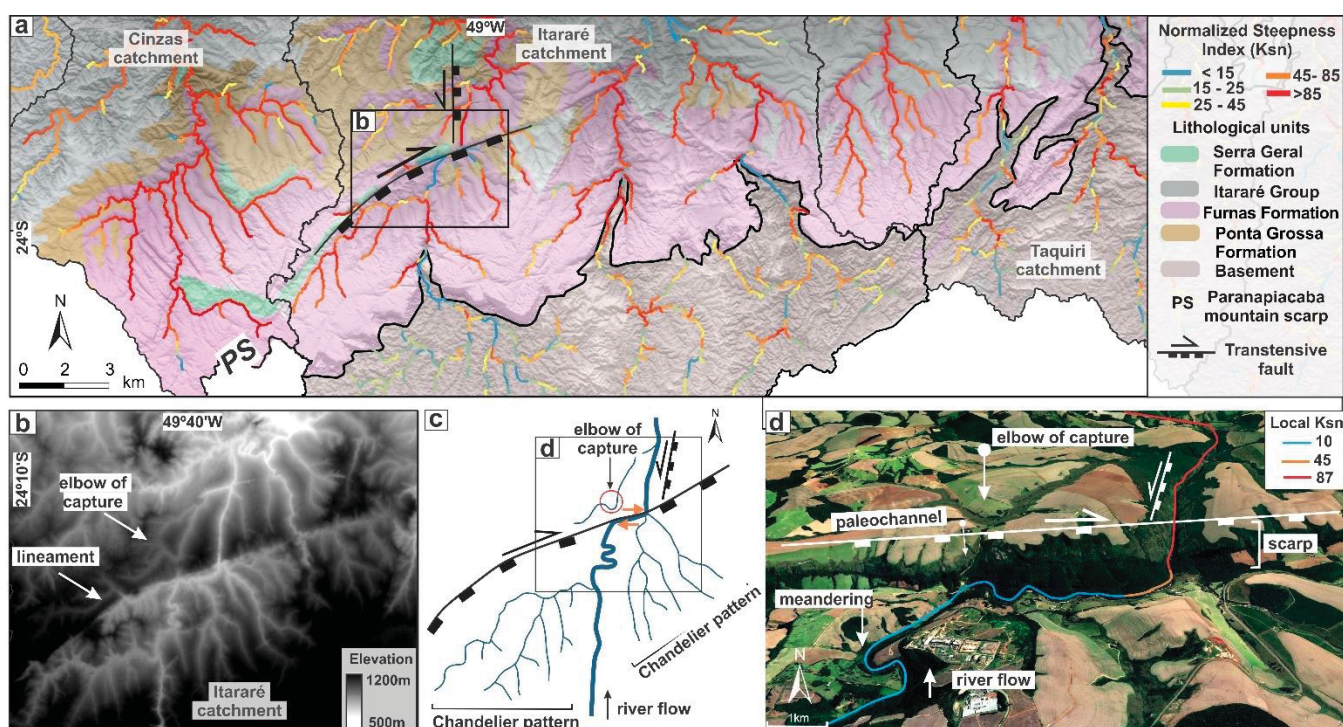 a
Cinzas
catchment
49°W
Itararé
catchment
b
24°S
Taquiri
catchment
N
PS
0 2 3
km
Normalized Steepness
Index (Ksn)
< 15
15 - 25
25 - 45
45- 85
>85
Lithological units
Serra Geral
Formation
Itararé Group
Furnas Formation
Ponta Grossa
Formation
Basement
PS Paranapiacaba
mountain scarp
Transtensive
fault
b
49º40'W
24º10'S
elbow of
capture
lineament
Itararé
catchment
Elevation
1200m
500m
c
N
elbow of
capture
d
Chandelier pattern
Chandelier pattern
river flow
d
elbow of capture
Local Ksn
10
45
87
paleochannel
scarp
meandering
N
river flow
1km